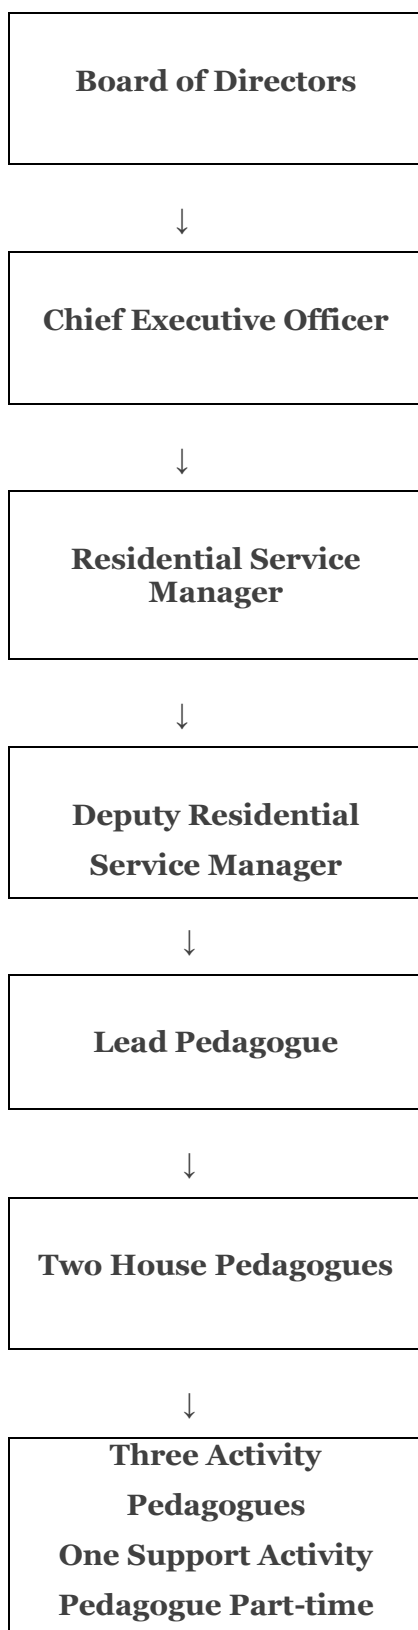 Board of Directors
↓
Chief Executive Officer
↓
Residential Service
Manager
↓
Deputy Residential
Service Manager
↓
Lead Pedagogue
↓
Two House Pedagogues
↓
Three Activity
Pedagogues
One Support Activity
Pedagogue Part-time